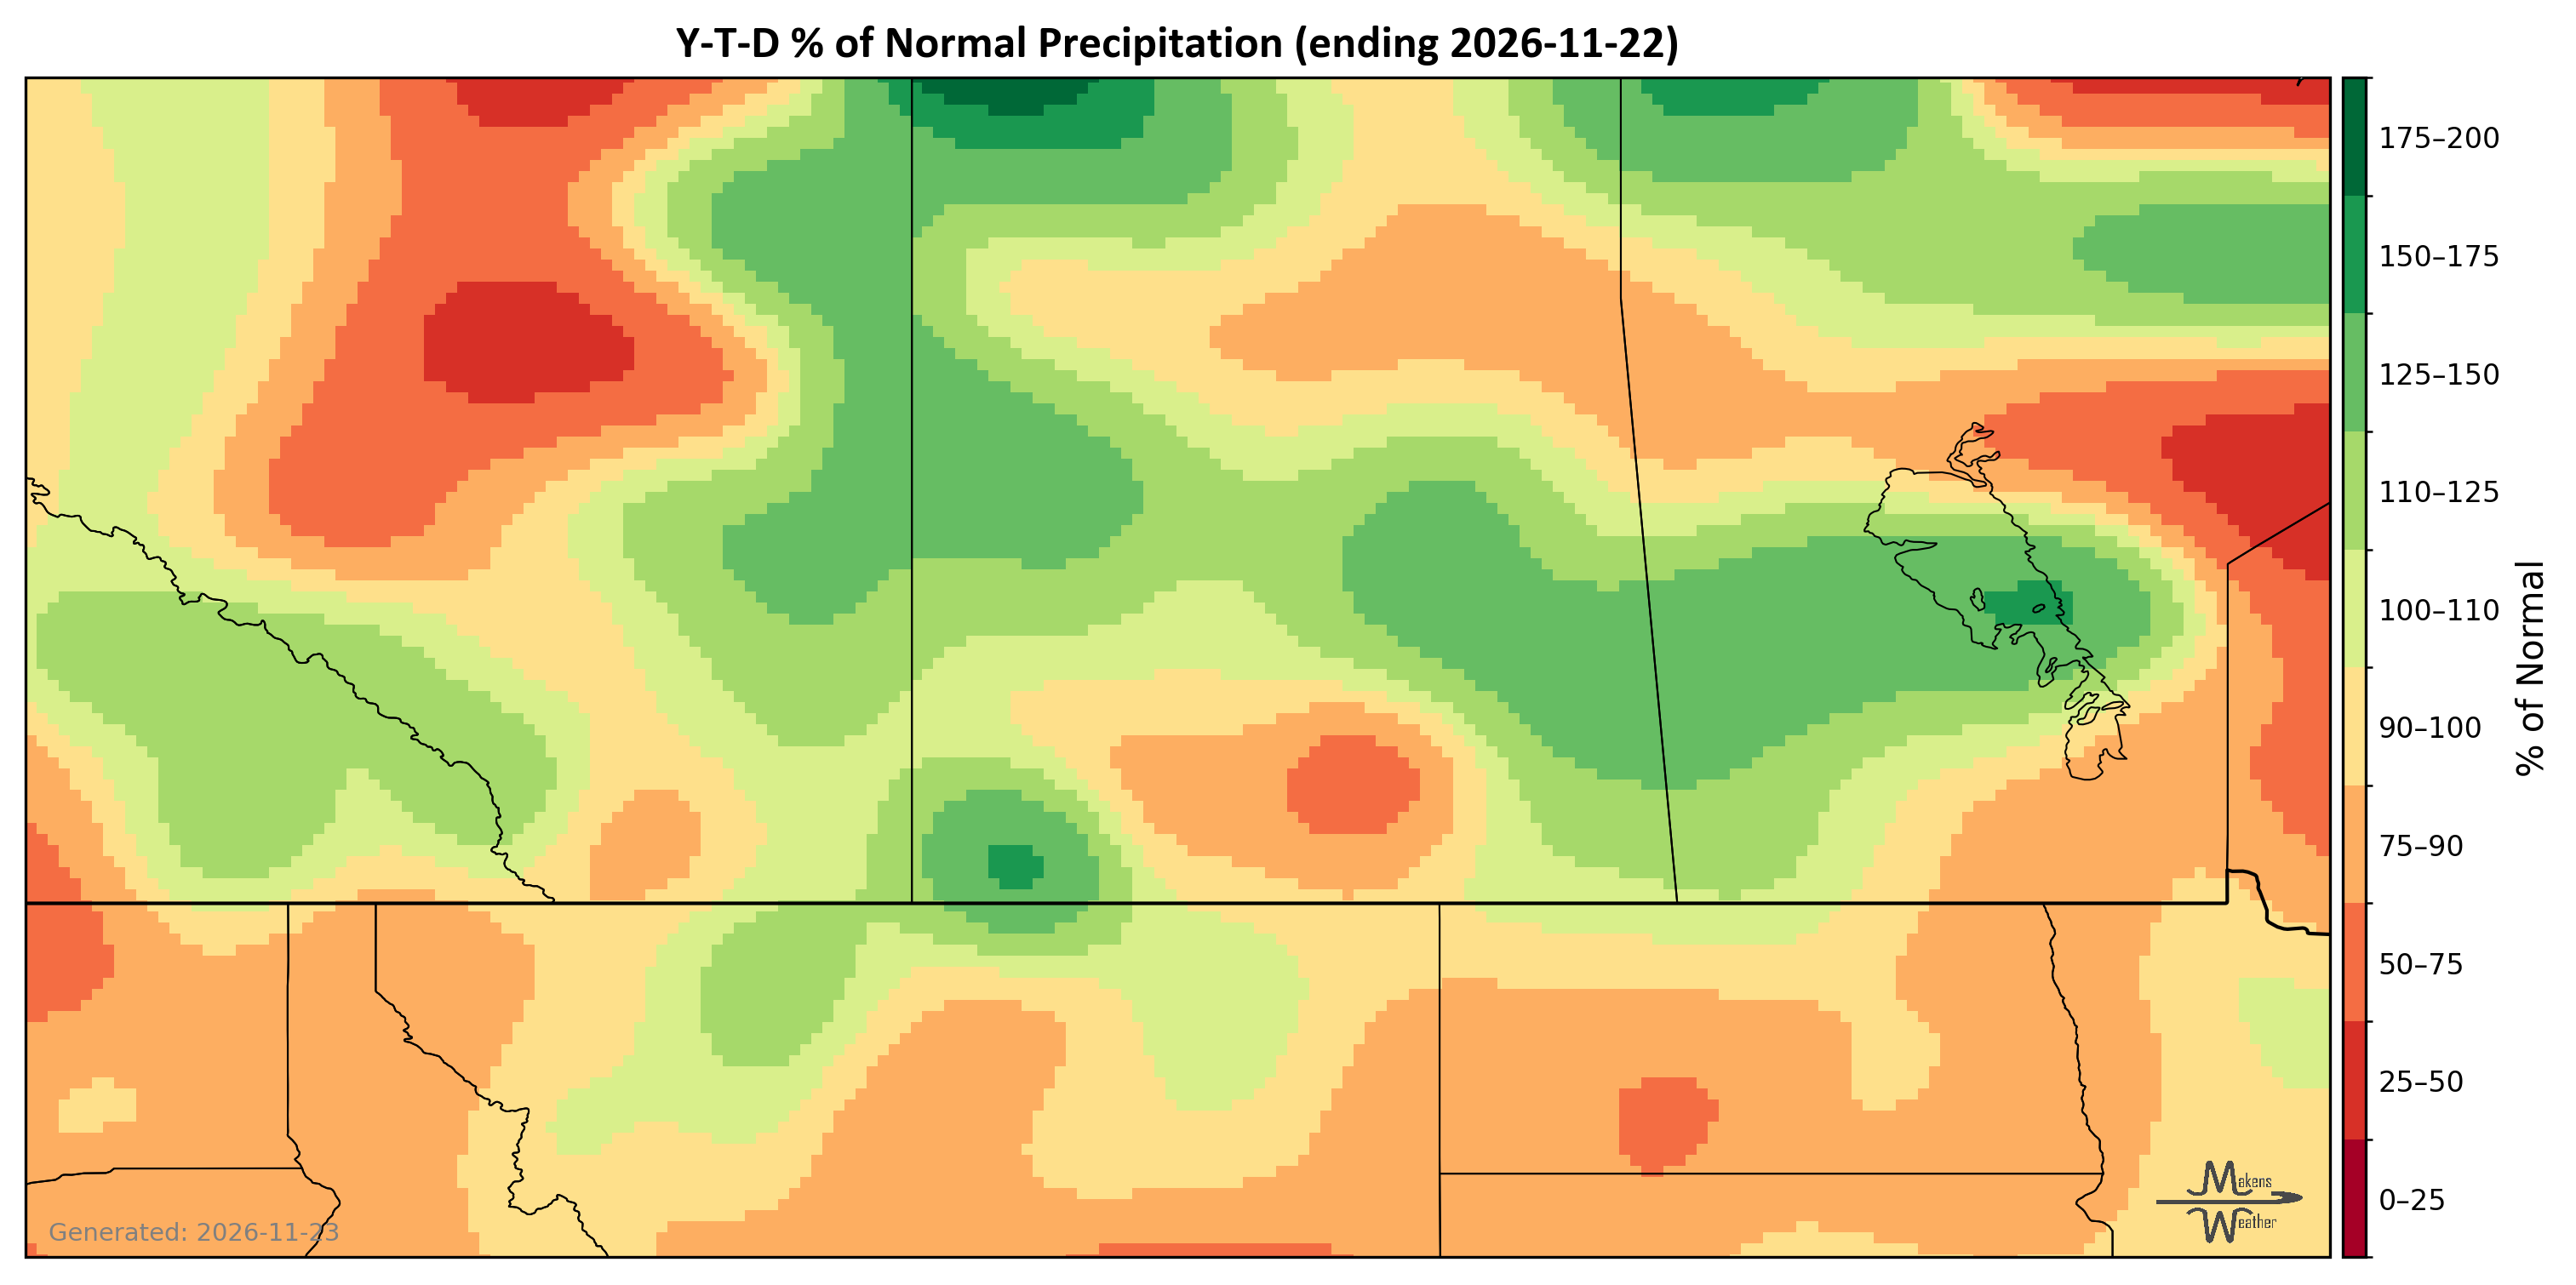 Y-T-D % of Normal Precipitation (ending 2026-11-22)
175–200
150–175
125–150
110–125
100–110
90–100
75–90
50–75
25–50
0–25
% of Normal
Generated: 2026-11-23
Makens
Weather